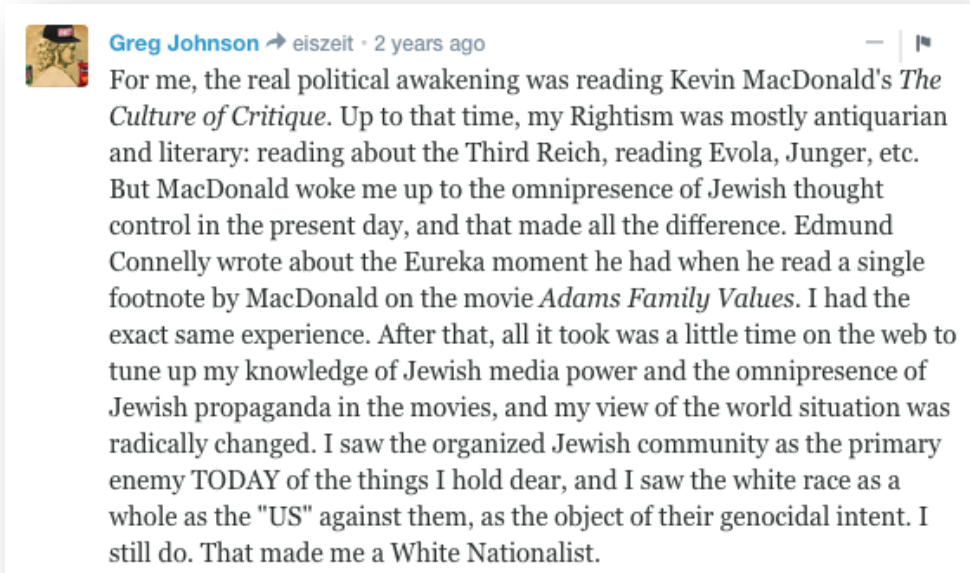 Greg Johnson → eiszeit · 2 years ago
For me, the real political awakening was reading Kevin MacDonald's The
Culture of Critique. Up to that time, my Rightism was mostly antiquarian
and literary: reading about the Third Reich, reading Evola, Junger, etc.
But MacDonald woke me up to the omnipresence of Jewish thought
control in the present day, and that made all the difference. Edmund
Connelly wrote about the Eureka moment he had when he read a single
footnote by MacDonald on the movie Adams Family Values. I had the
exact same experience. After that, all it took was a little time on the web to
tune up my knowledge of Jewish media power and the omnipresence of
Jewish propaganda in the movies, and my view of the world situation was
radically changed. I saw the organized Jewish community as the primary
enemy TODAY of the things I hold dear, and I saw the white race as a
whole as the "US" against them, as the object of their genocidal intent. I
still do. That made me a White Nationalist.